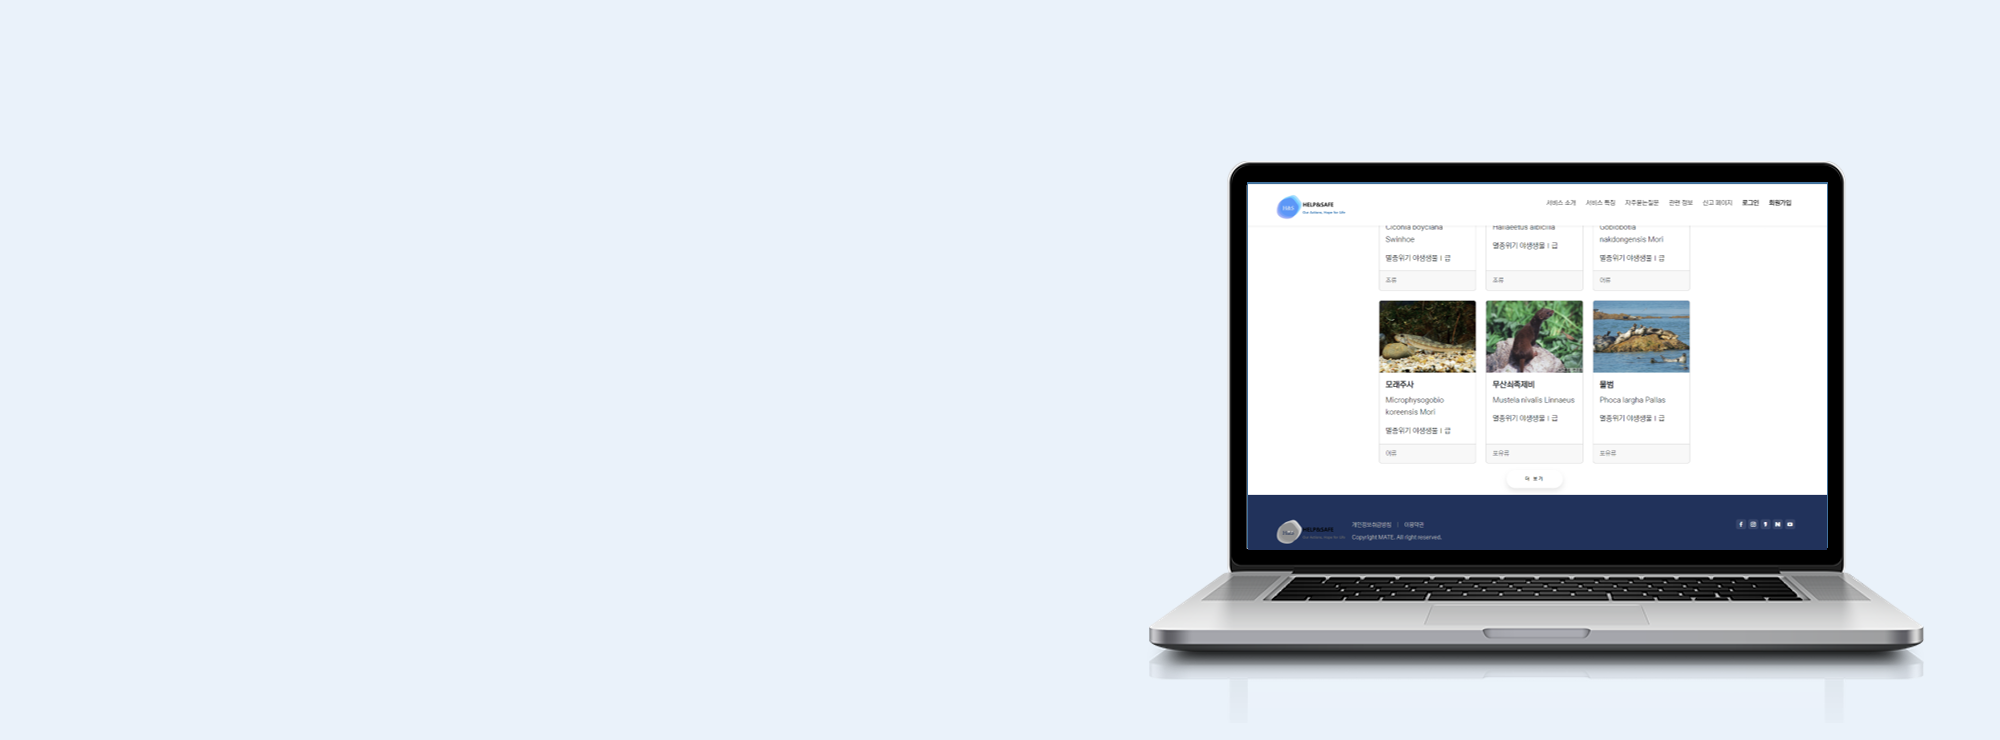 HELP&SAFE
Our Actions, Hope for Life
서비스 소개 서비스 특징 자주묻는질문 관련 정보 신고 페이지 로그인 회원가입
Ciconia boyciana
Swinhoe
멸종위기 야생생물 I 급
조류
Haliaeetus albicilla
멸종위기 야생생물 I 급
조류
Gobiobotia
nakdongensis Mori
멸종위기 야생생물 I 급
어류
모래주사
Microphysogobio
koreensis Mori
멸종위기 야생생물 I 급
어류
무산쇠족제비
Mustela nivalis Linnaeus
멸종위기 야생생물 I 급
포유류
물범
Phoca largha Pallas
멸종위기 야생생물 I 급
포유류
더 보기
HELP&SAFE
Our Actions, Hope for Life
개인정보취급방침 | 이용약관
Copyright MATE. All right reserved.